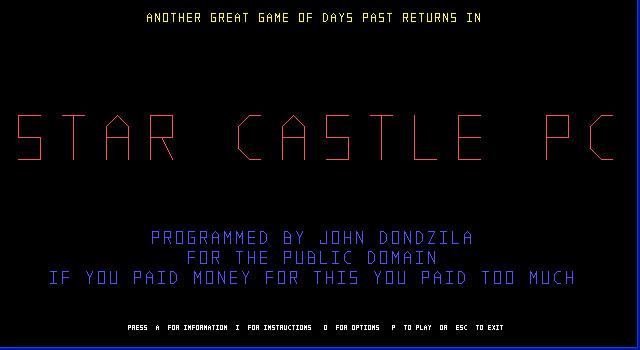 ANOTHER GREAT GAME OF DAYS PAST RETURNS IN
STAR CASTLE PC
PROGRAMMED BY JOHN DONDZILA
FOR THE PUBLIC DOMAIN
IF YOU PAID MONEY FOR THIS YOU PAID TOO MUCH
PRESS A FOR INFORMATION I FOR INSTRUCTIONS O FOR OPTIONS P TO PLAY OR ESC TO EXIT